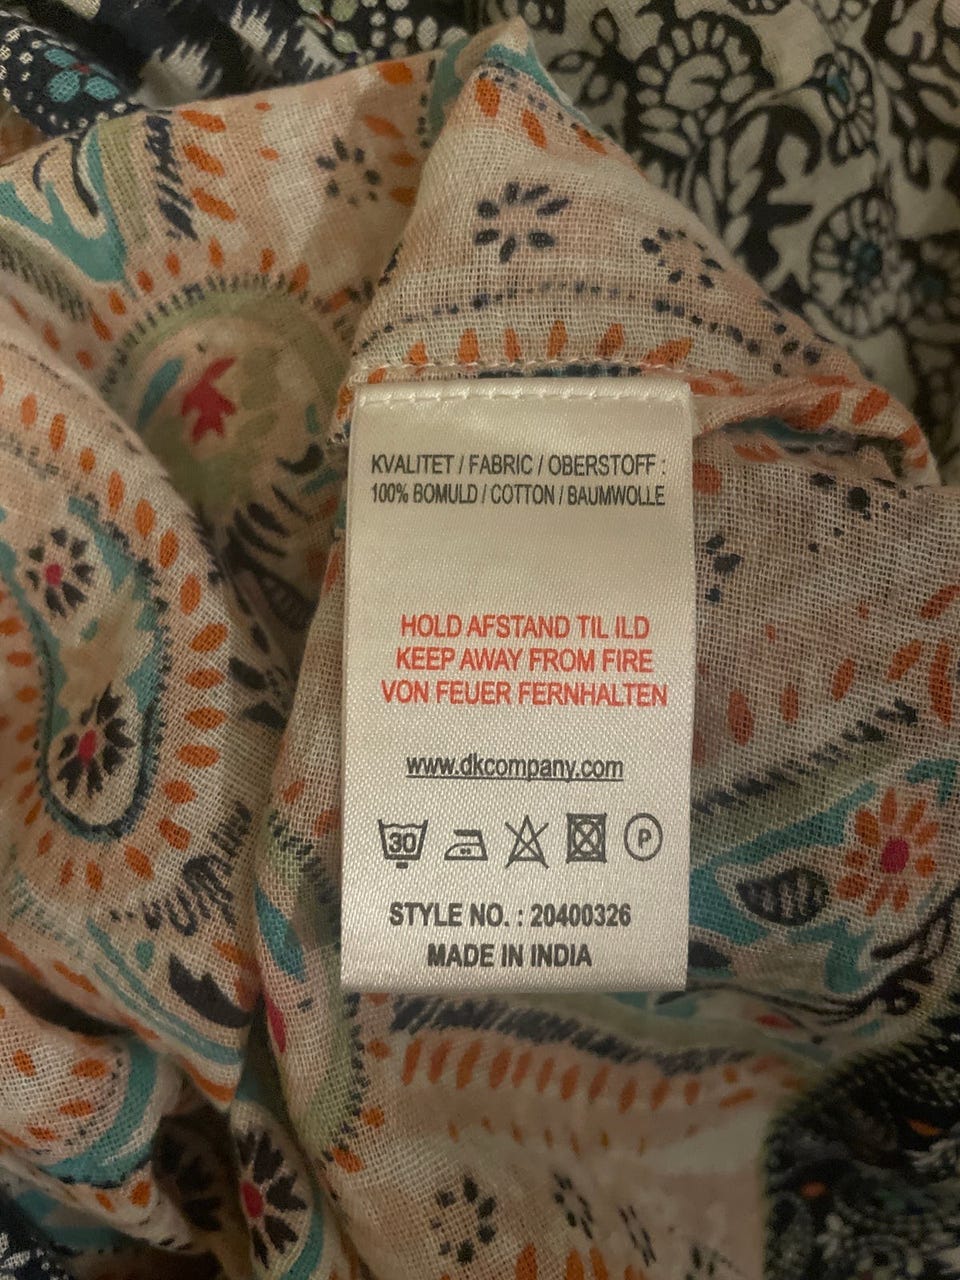 KVALITET / FABRIC / OBERSTOFF :
100% BOMULD / COTTON / BAUMWOLLE
HOLD AFSTAND TIL ILD
KEEP AWAY FROM FIRE
VON FEUER FERNHALTEN
www.dkcompany.com
30 P
STYLE NO. : 20400326
MADE IN INDIA